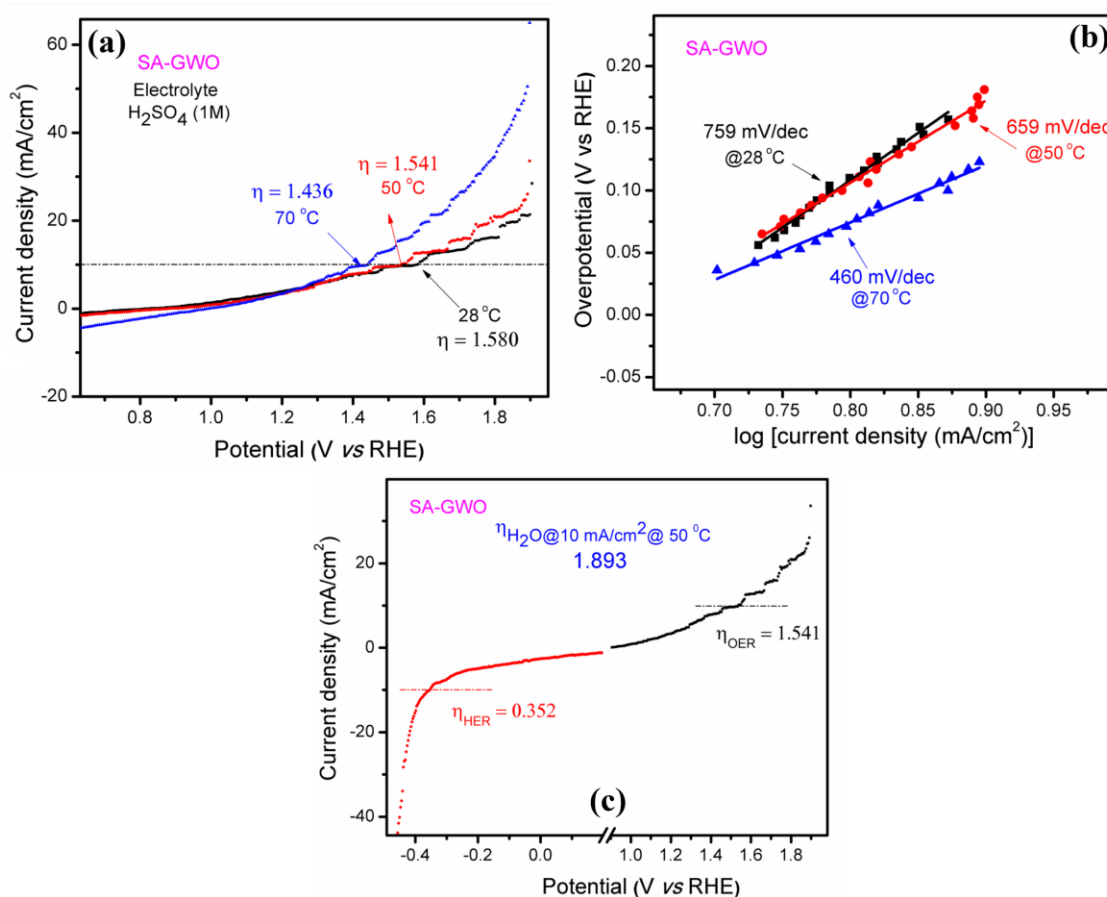 (a)
SA-GWO
Electrolyte
H₂SO₄ (1M)
η = 1.436
70 °C
η = 1.541
50 °C
28 °C
η = 1.580
60
40
20
0
-20
Current density (mA/cm²)
0.8 1.0 1.2 1.4 1.6 1.8
Potential (V vs RHE)
(b)
SA-GWO
759 mV/dec
@28 °C
659 mV/dec
@50 °C
460 mV/dec
@70 °C
0.20
0.15
0.10
0.05
0.00
-0.05
Overpotential (V vs RHE)
0.70 0.75 0.80 0.85 0.90 0.95
log [current density (mA/cm²)]
SA-GWO
ηH₂O@10 mA/cm²@ 50 °C
1.893
ηOER = 1.541
ηHER = 0.352
(c)
20
0
-20
-40
Current density (mA/cm²)
-0.4 -0.2 0.0 1.0 1.2 1.4 1.6 1.8
Potential (V vs RHE)